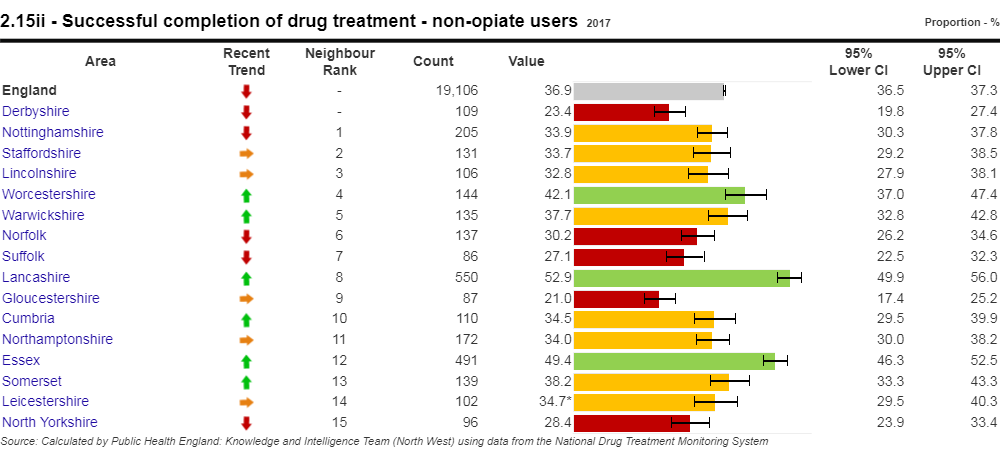 2.15ii - Successful completion of drug treatment - non-opiate users 2017 Proportion - %
Area Recent Trend Neighbour Rank Count Value 95% Lower CI 95% Upper CI
England - 19,106 36.9 36.5 37.3
Derbyshire - 109 23.4 19.8 27.4
Nottinghamshire 1 205 33.9 30.3 37.8
Staffordshire 2 131 33.7 29.2 38.5
Lincolnshire 3 106 32.8 27.9 38.1
Worcestershire 4 144 42.1 37.0 47.4
Warwickshire 5 135 37.7 32.8 42.8
Norfolk 6 137 30.2 26.2 34.6
Suffolk 7 86 27.1 22.5 32.3
Lancashire 8 550 52.9 49.9 56.0
Gloucestershire 9 87 21.0 17.4 25.2
Cumbria 10 110 34.5 29.5 39.9
Northamptonshire 11 172 34.0 30.0 38.2
Essex 12 491 49.4 46.3 52.5
Somerset 13 139 38.2 33.3 43.3
Leicestershire 14 102 34.7* 29.5 40.3
North Yorkshire 15 96 28.4 23.9 33.4
Source: Calculated by Public Health England: Knowledge and Intelligence Team (North West) using data from the National Drug Treatment Monitoring System